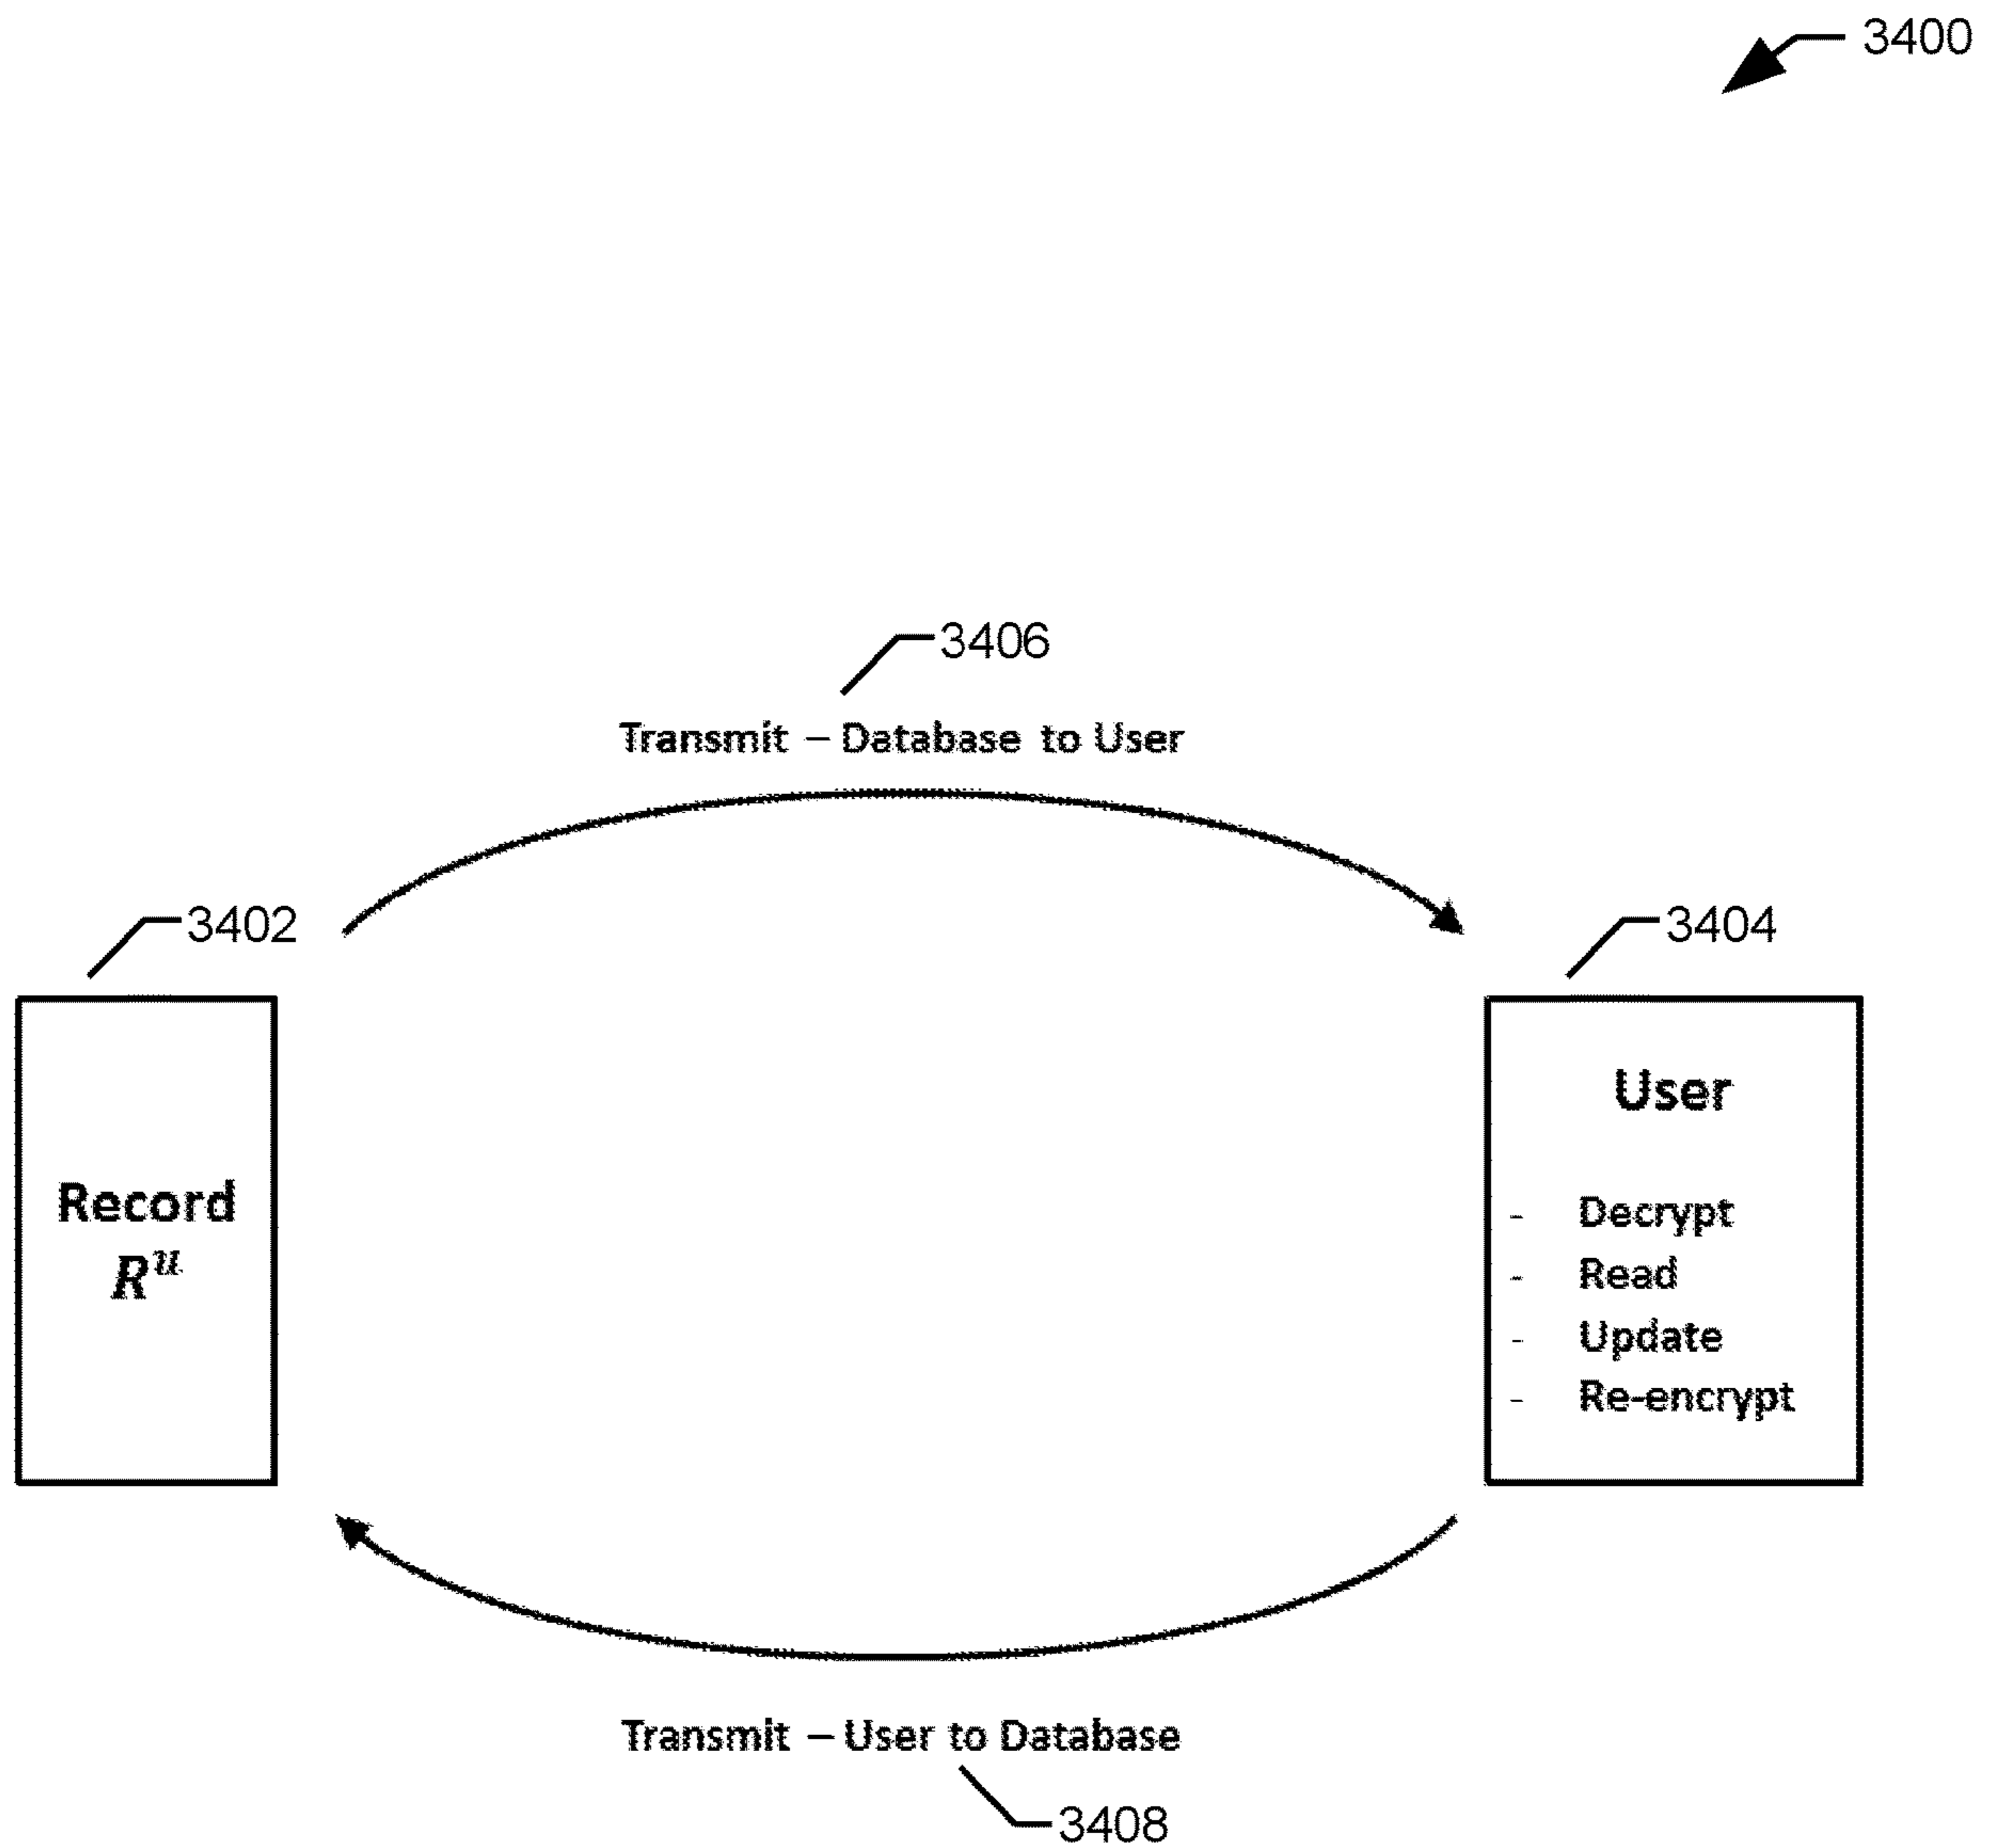 3400
3406
Transmit – Database to User
3402
3404
Record
R^u
User
- Decrypt
- Read
- Update
- Re-encrypt
Transmit – User to Database
3408